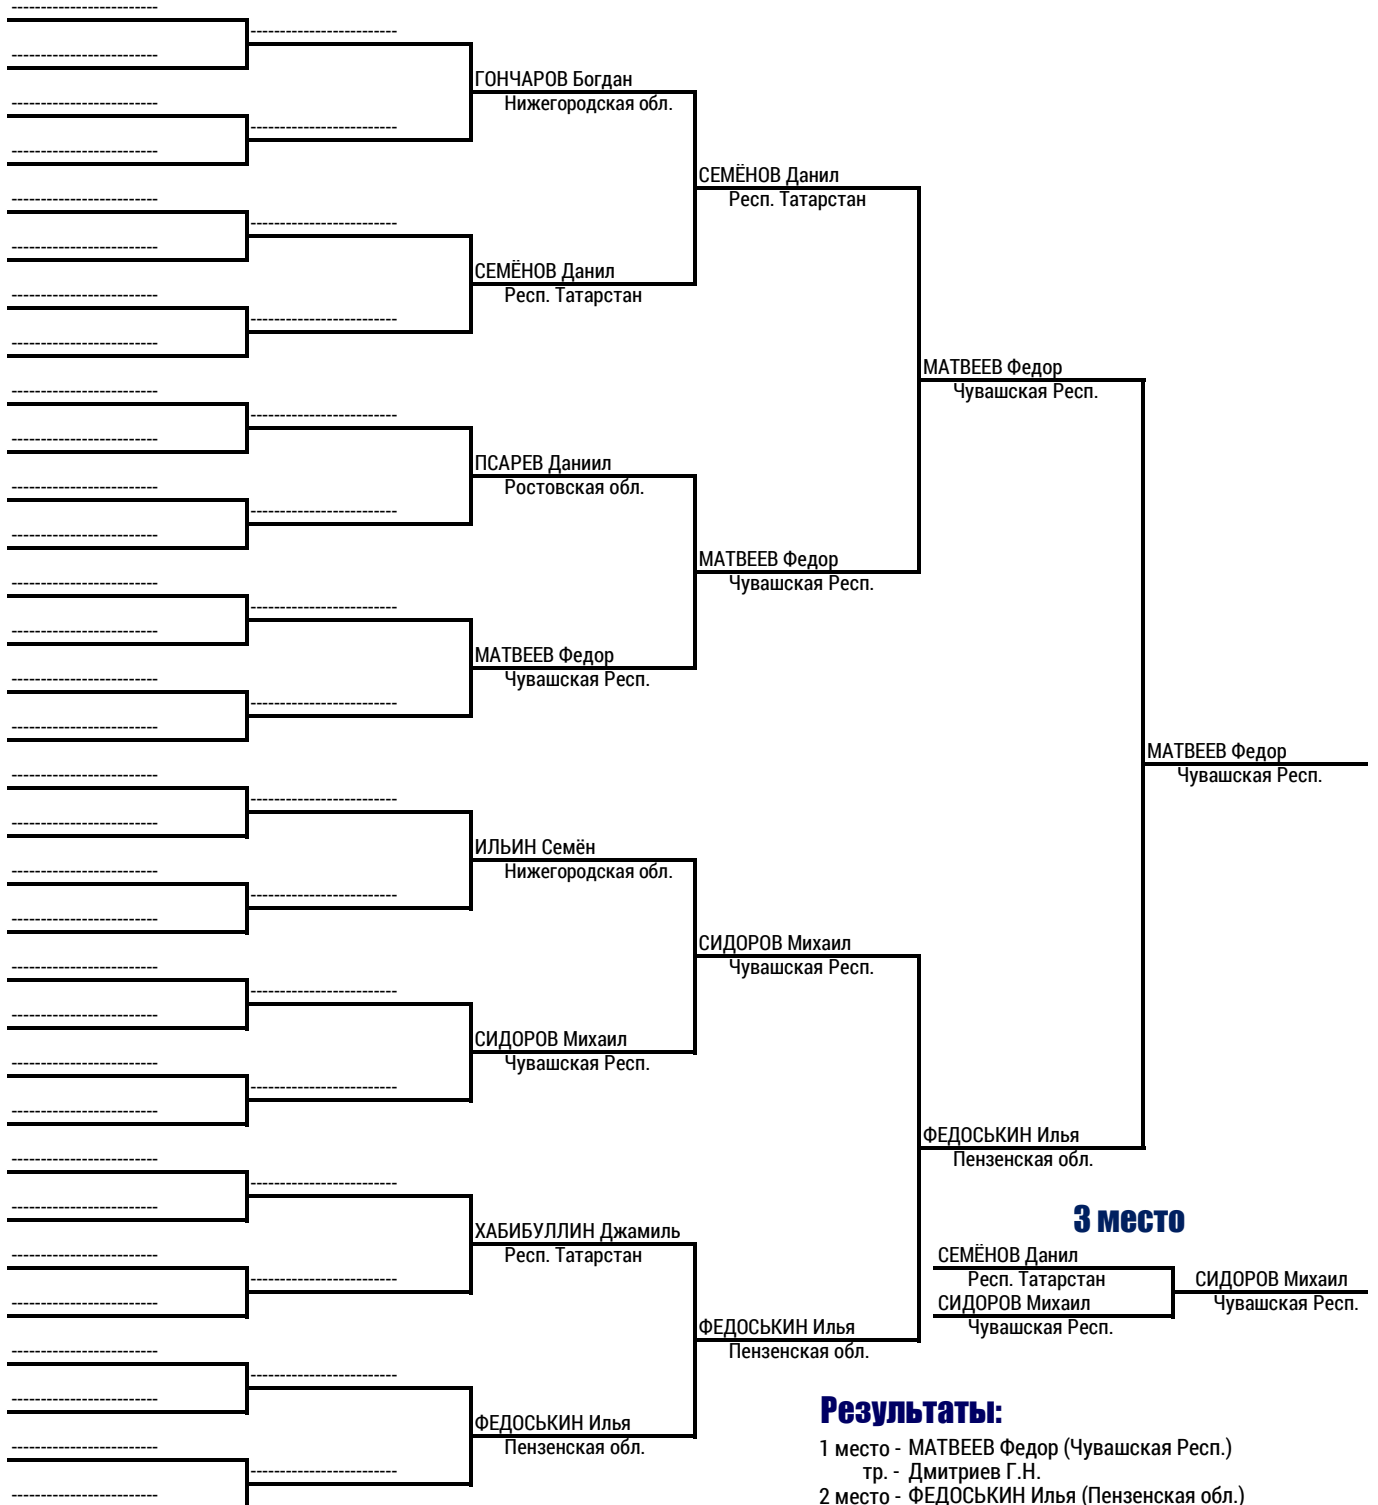 ГОНЧАРОВ Богдан
Нижегородская обл.
СЕМЁНОВ Данил
Респ. Татарстан
СЕМЁНОВ Данил
Респ. Татарстан
МАТВЕЕВ Федор
Чувашская Респ.
ПСАРЕВ Даниил
Ростовская обл.
МАТВЕЕВ Федор
Чувашская Респ.
МАТВЕЕВ Федор
Чувашская Респ.
МАТВЕЕВ Федор
Чувашская Респ.
ИЛЬИН Семён
Нижегородская обл.
СИДОРОВ Михаил
Чувашская Респ.
СИДОРОВ Михаил
Чувашская Респ.
ФЕДОСЬКИН Илья
Пензенская обл.
ХАБИБУЛЛИН Джамиль
Респ. Татарстан
ФЕДОСЬКИН Илья
Пензенская обл.
ФЕДОСЬКИН Илья
Пензенская обл.
3 место
СЕМЁНОВ Данил
Респ. Татарстан
СИДОРОВ Михаил
Чувашская Респ.
СИДОРОВ Михаил
Чувашская Респ.
Результаты:
1 место - МАТВЕЕВ Федор (Чувашская Респ.)
тр. - Дмитриев Г.Н.
2 место - ФЕДОСЬКИН Илья (Пензенская обл.)